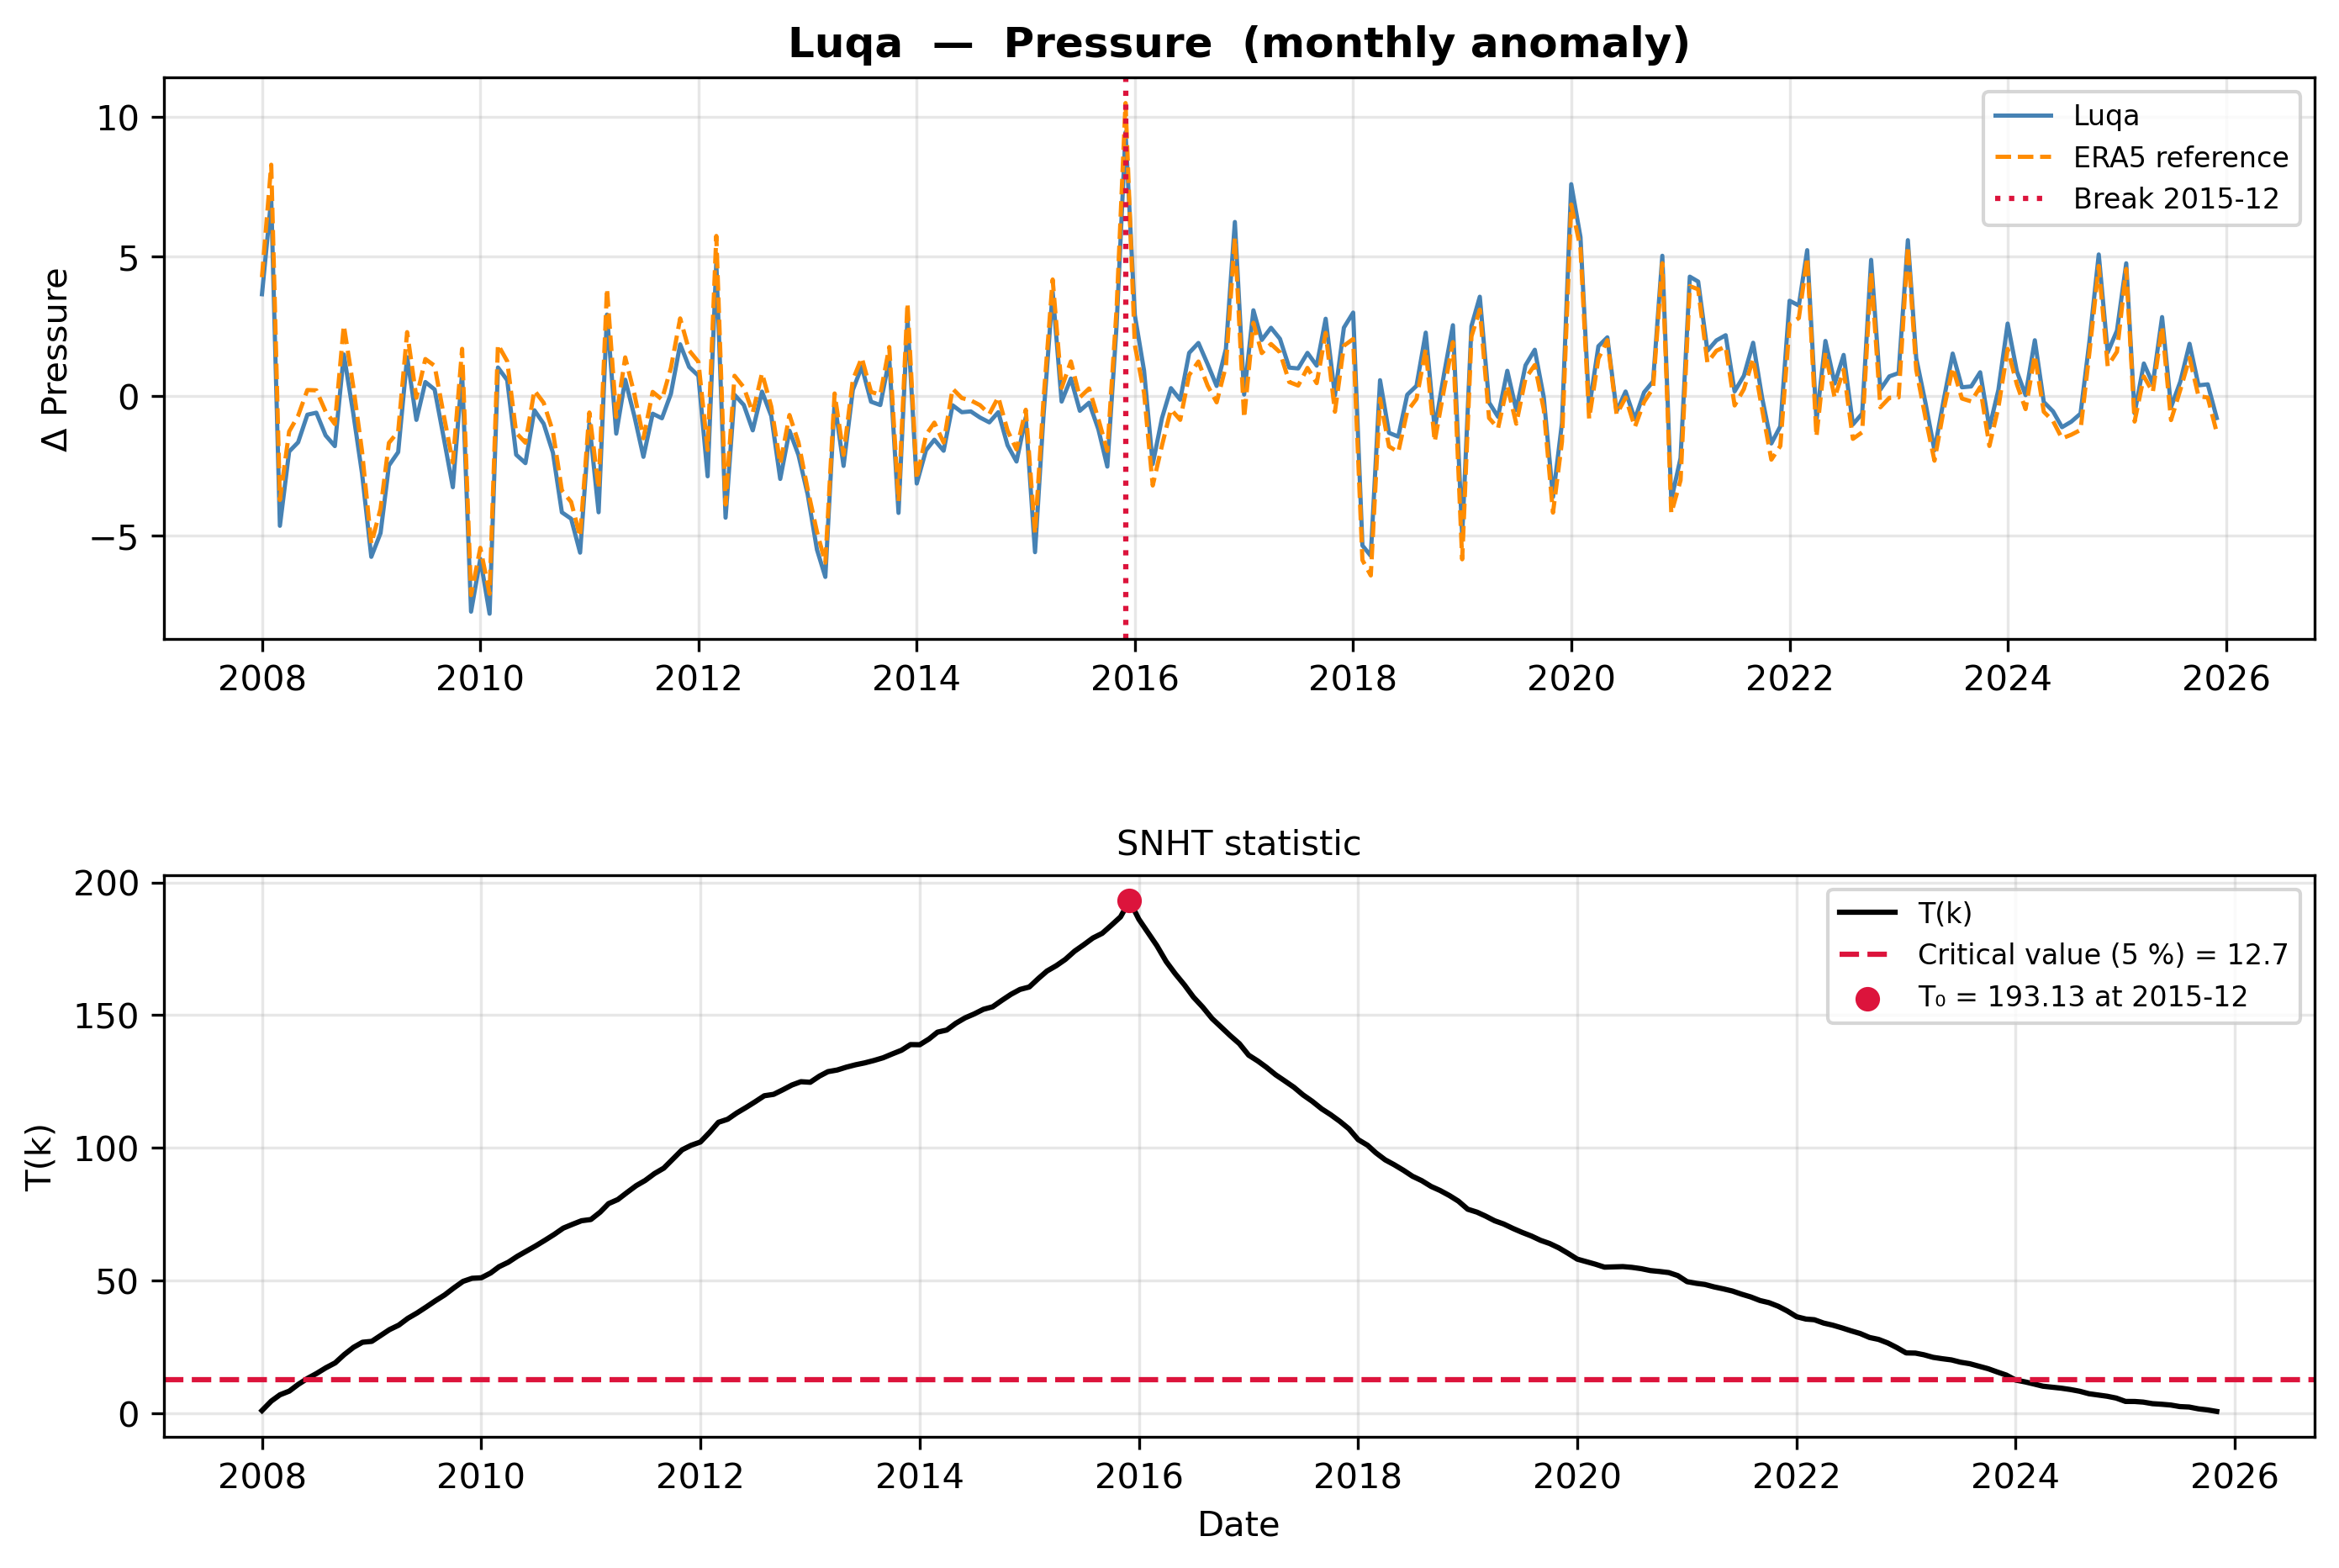 Luqa — Pressure (monthly anomaly)
Δ Pressure
10
5
0
−5
Luqa
ERA5 reference
Break 2015-12
2008 2010 2012 2014 2016 2018 2020 2022 2024 2026
SNHT statistic
T(k)
200
150
100
50
0
T(k)
Critical value (5 %) = 12.7
T₀ = 193.13 at 2015-12
2008 2010 2012 2014 2016 2018 2020 2022 2024 2026
Date